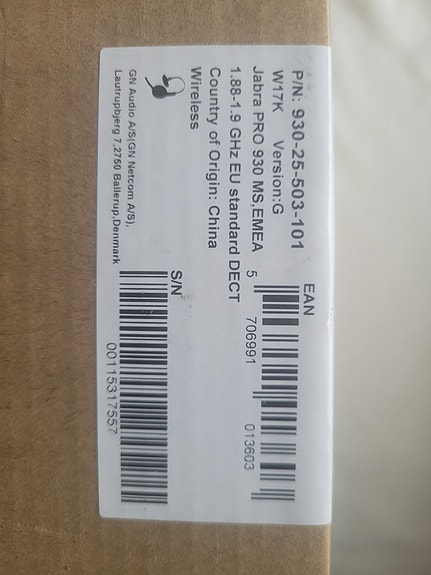 P/N: 930-25-503-101
W17K Version:G
Jabra PRO 930 MS,EMEA
1.88-1.9 GHz EU standard DECT
Country of Origin: China
Wireless
GN Audio A/S(GN Netcom A/S),
Lautrupbjerg 7,2750 Ballerup,Denmark
EAN
5 706991 013603
S/N
00115317557